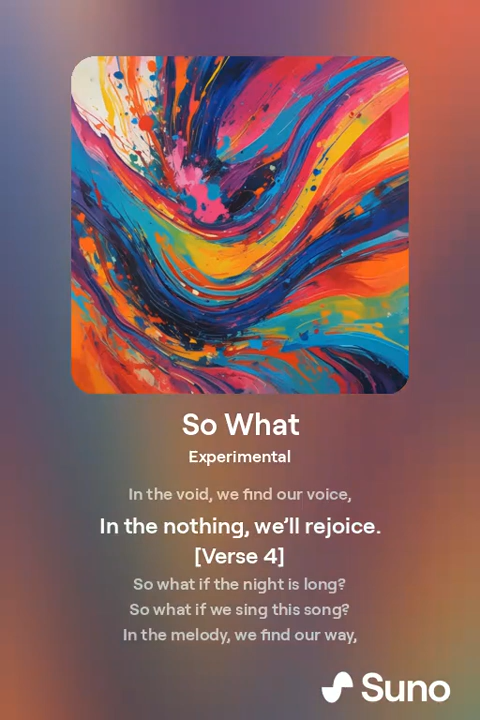 So What
Experimental
In the void, we find our voice,
In the nothing, we’ll rejoice.
[Verse 4]
So what if the night is long?
So what if we sing this song?
In the melody, we find our way,
Suno